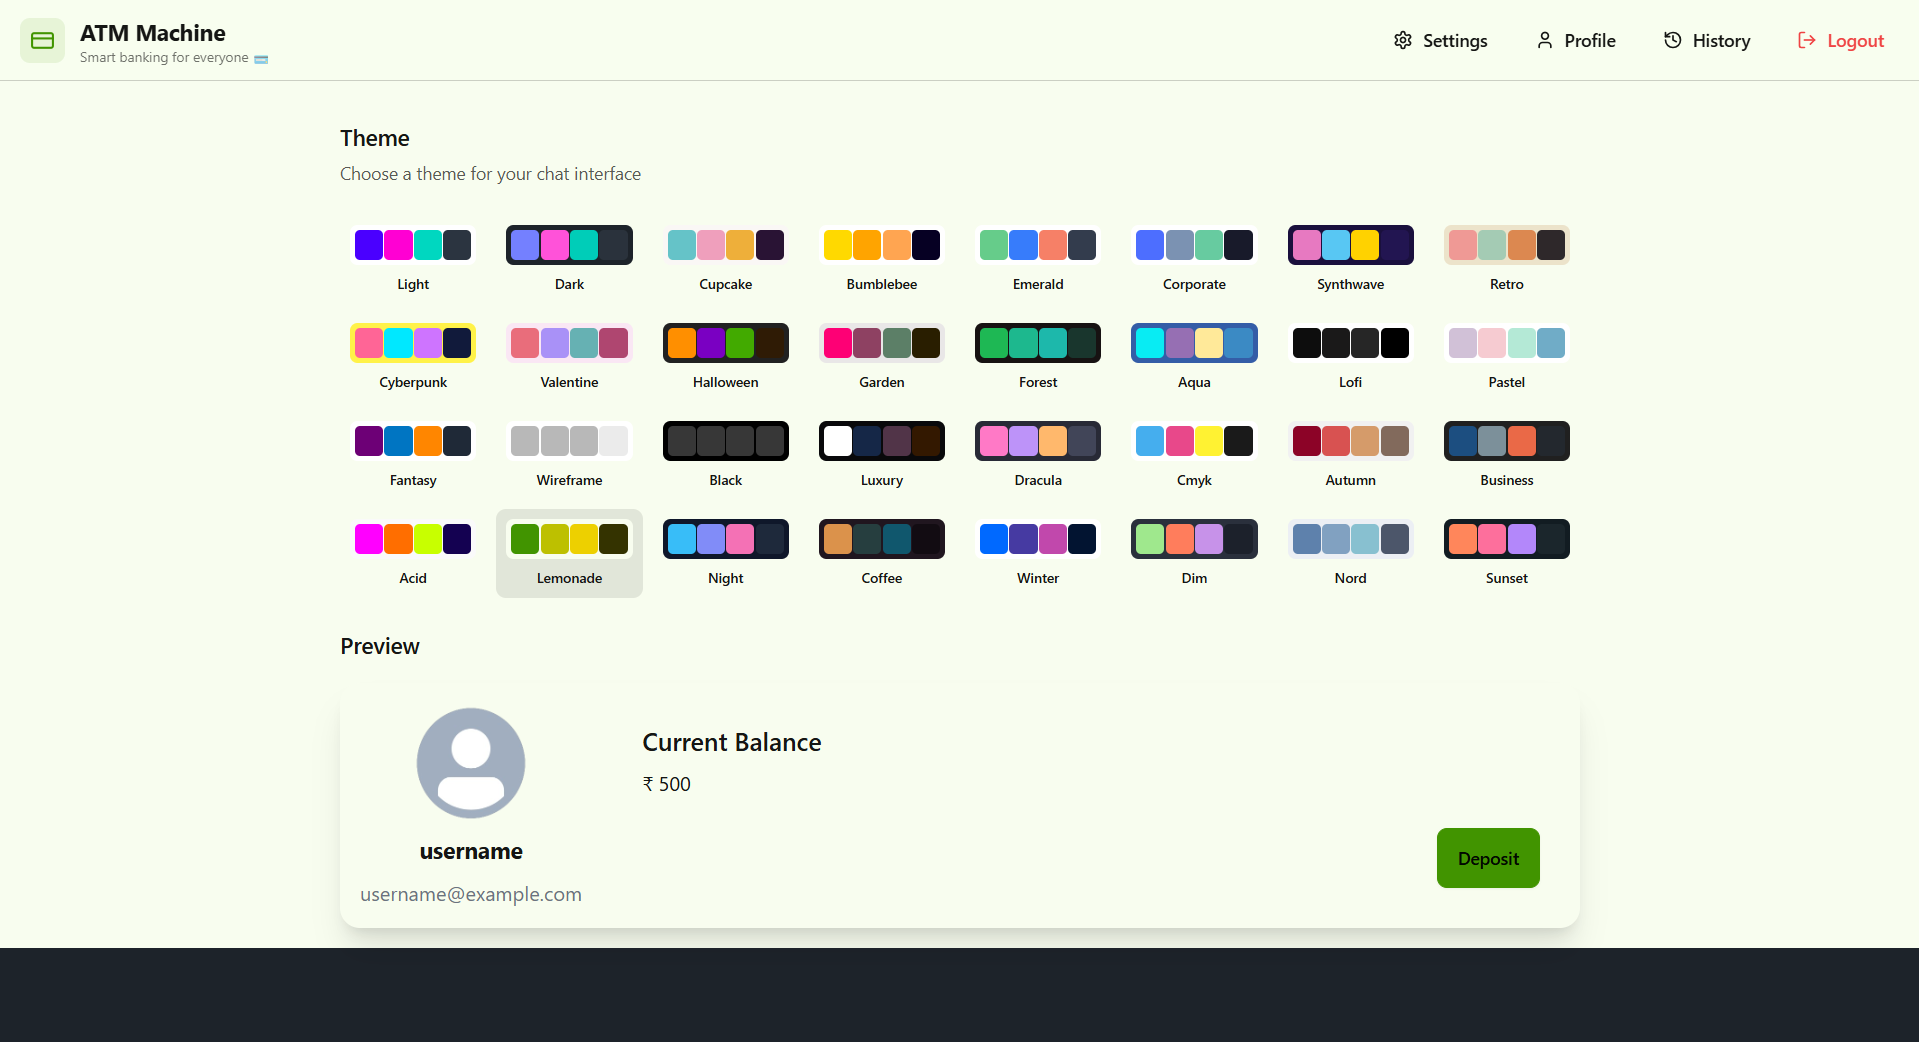 ATM Machine
Smart banking for everyone 💳
Settings
Profile
History
Logout
Theme
Choose a theme for your chat interface
Light
Dark
Cupcake
Bumblebee
Emerald
Corporate
Synthwave
Retro
Cyberpunk
Valentine
Halloween
Garden
Forest
Aqua
Lofi
Pastel
Fantasy
Wireframe
Black
Luxury
Dracula
Cmyk
Autumn
Business
Acid
Lemonade
Night
Coffee
Winter
Dim
Nord
Sunset
Preview
Current Balance
₹ 500
username
Deposit
username@example.com